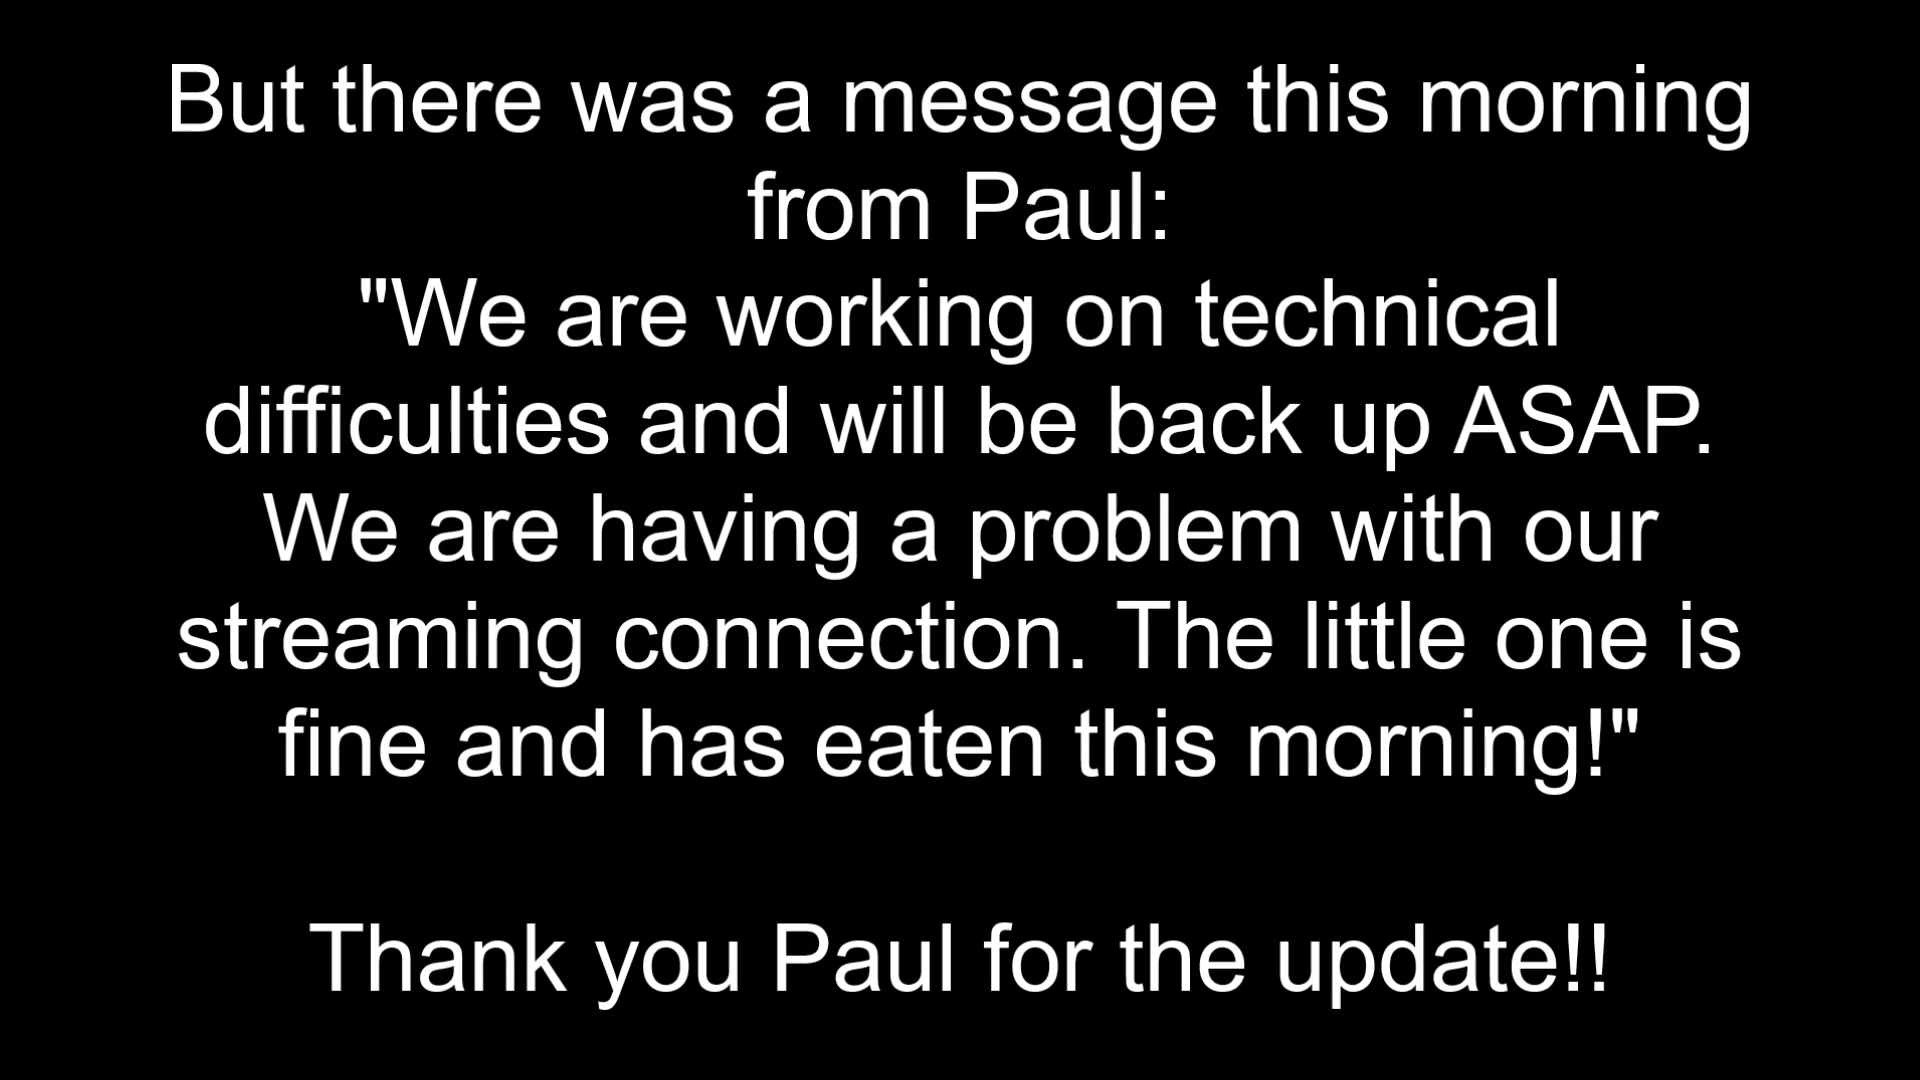 But there was a message this morning
from Paul:
"We are working on technical
difficulties and will be back up ASAP.
We are having a problem with our
streaming connection. The little one is
fine and has eaten this morning!"
Thank you Paul for the update!!